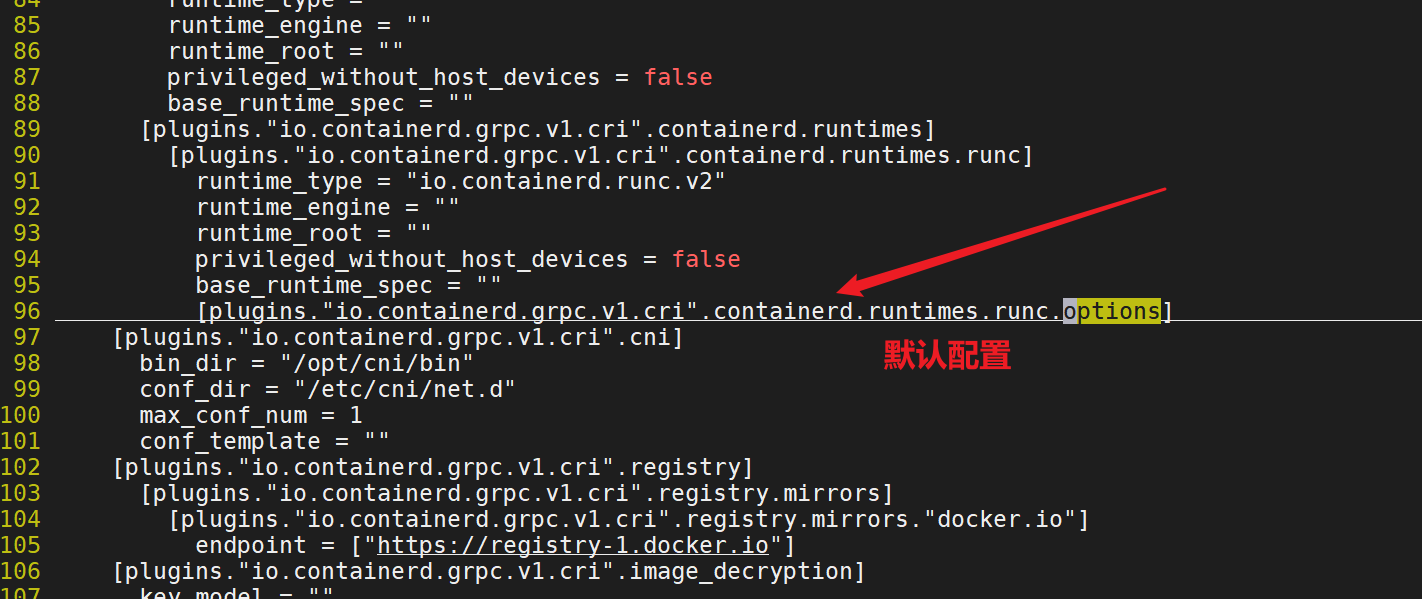 84 runtime_type = ""
85 runtime_engine = ""
86 runtime_root = ""
87 privileged_without_host_devices = false
88 base_runtime_spec = ""
89 [plugins."io.containerd.grpc.v1.cri".containerd.runtimes]
90 [plugins."io.containerd.grpc.v1.cri".containerd.runtimes.runc]
91 runtime_type = "io.containerd.runc.v2"
92 runtime_engine = ""
93 runtime_root = ""
94 privileged_without_host_devices = false
95 base_runtime_spec = ""
96 [plugins."io.containerd.grpc.v1.cri".containerd.runtimes.runc.options]
97 [plugins."io.containerd.grpc.v1.cri".cni]
默认配置
98 bin_dir = "/opt/cni/bin"
99 conf_dir = "/etc/cni/net.d"
100 max_conf_num = 1
101 conf_template = ""
102 [plugins."io.containerd.grpc.v1.cri".registry]
103 [plugins."io.containerd.grpc.v1.cri".registry.mirrors]
104 [plugins."io.containerd.grpc.v1.cri".registry.mirrors."docker.io"]
105 endpoint = ["https://registry-1.docker.io"]
106 [plugins."io.containerd.grpc.v1.cri".image_decryption]
107 key_model = ""